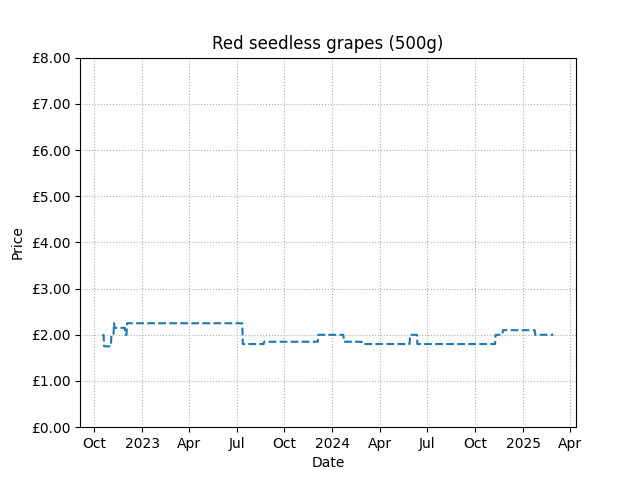 Red seedless grapes (500g)
£8.00
£7.00
£6.00
£5.00
£4.00
£3.00
£2.00
£1.00
£0.00
Price
Oct 2023 Apr Jul Oct 2024 Apr Jul Oct 2025 Apr
Date